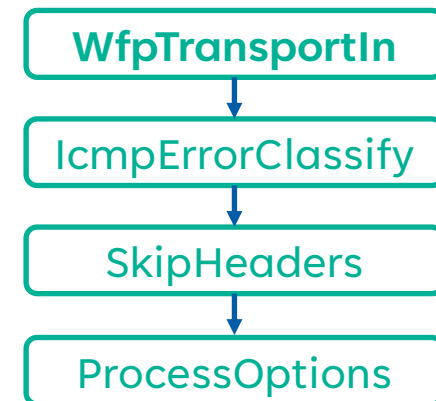 WfpTransportIn
IcmpErrorClassify
SkipHeaders
ProcessOptions